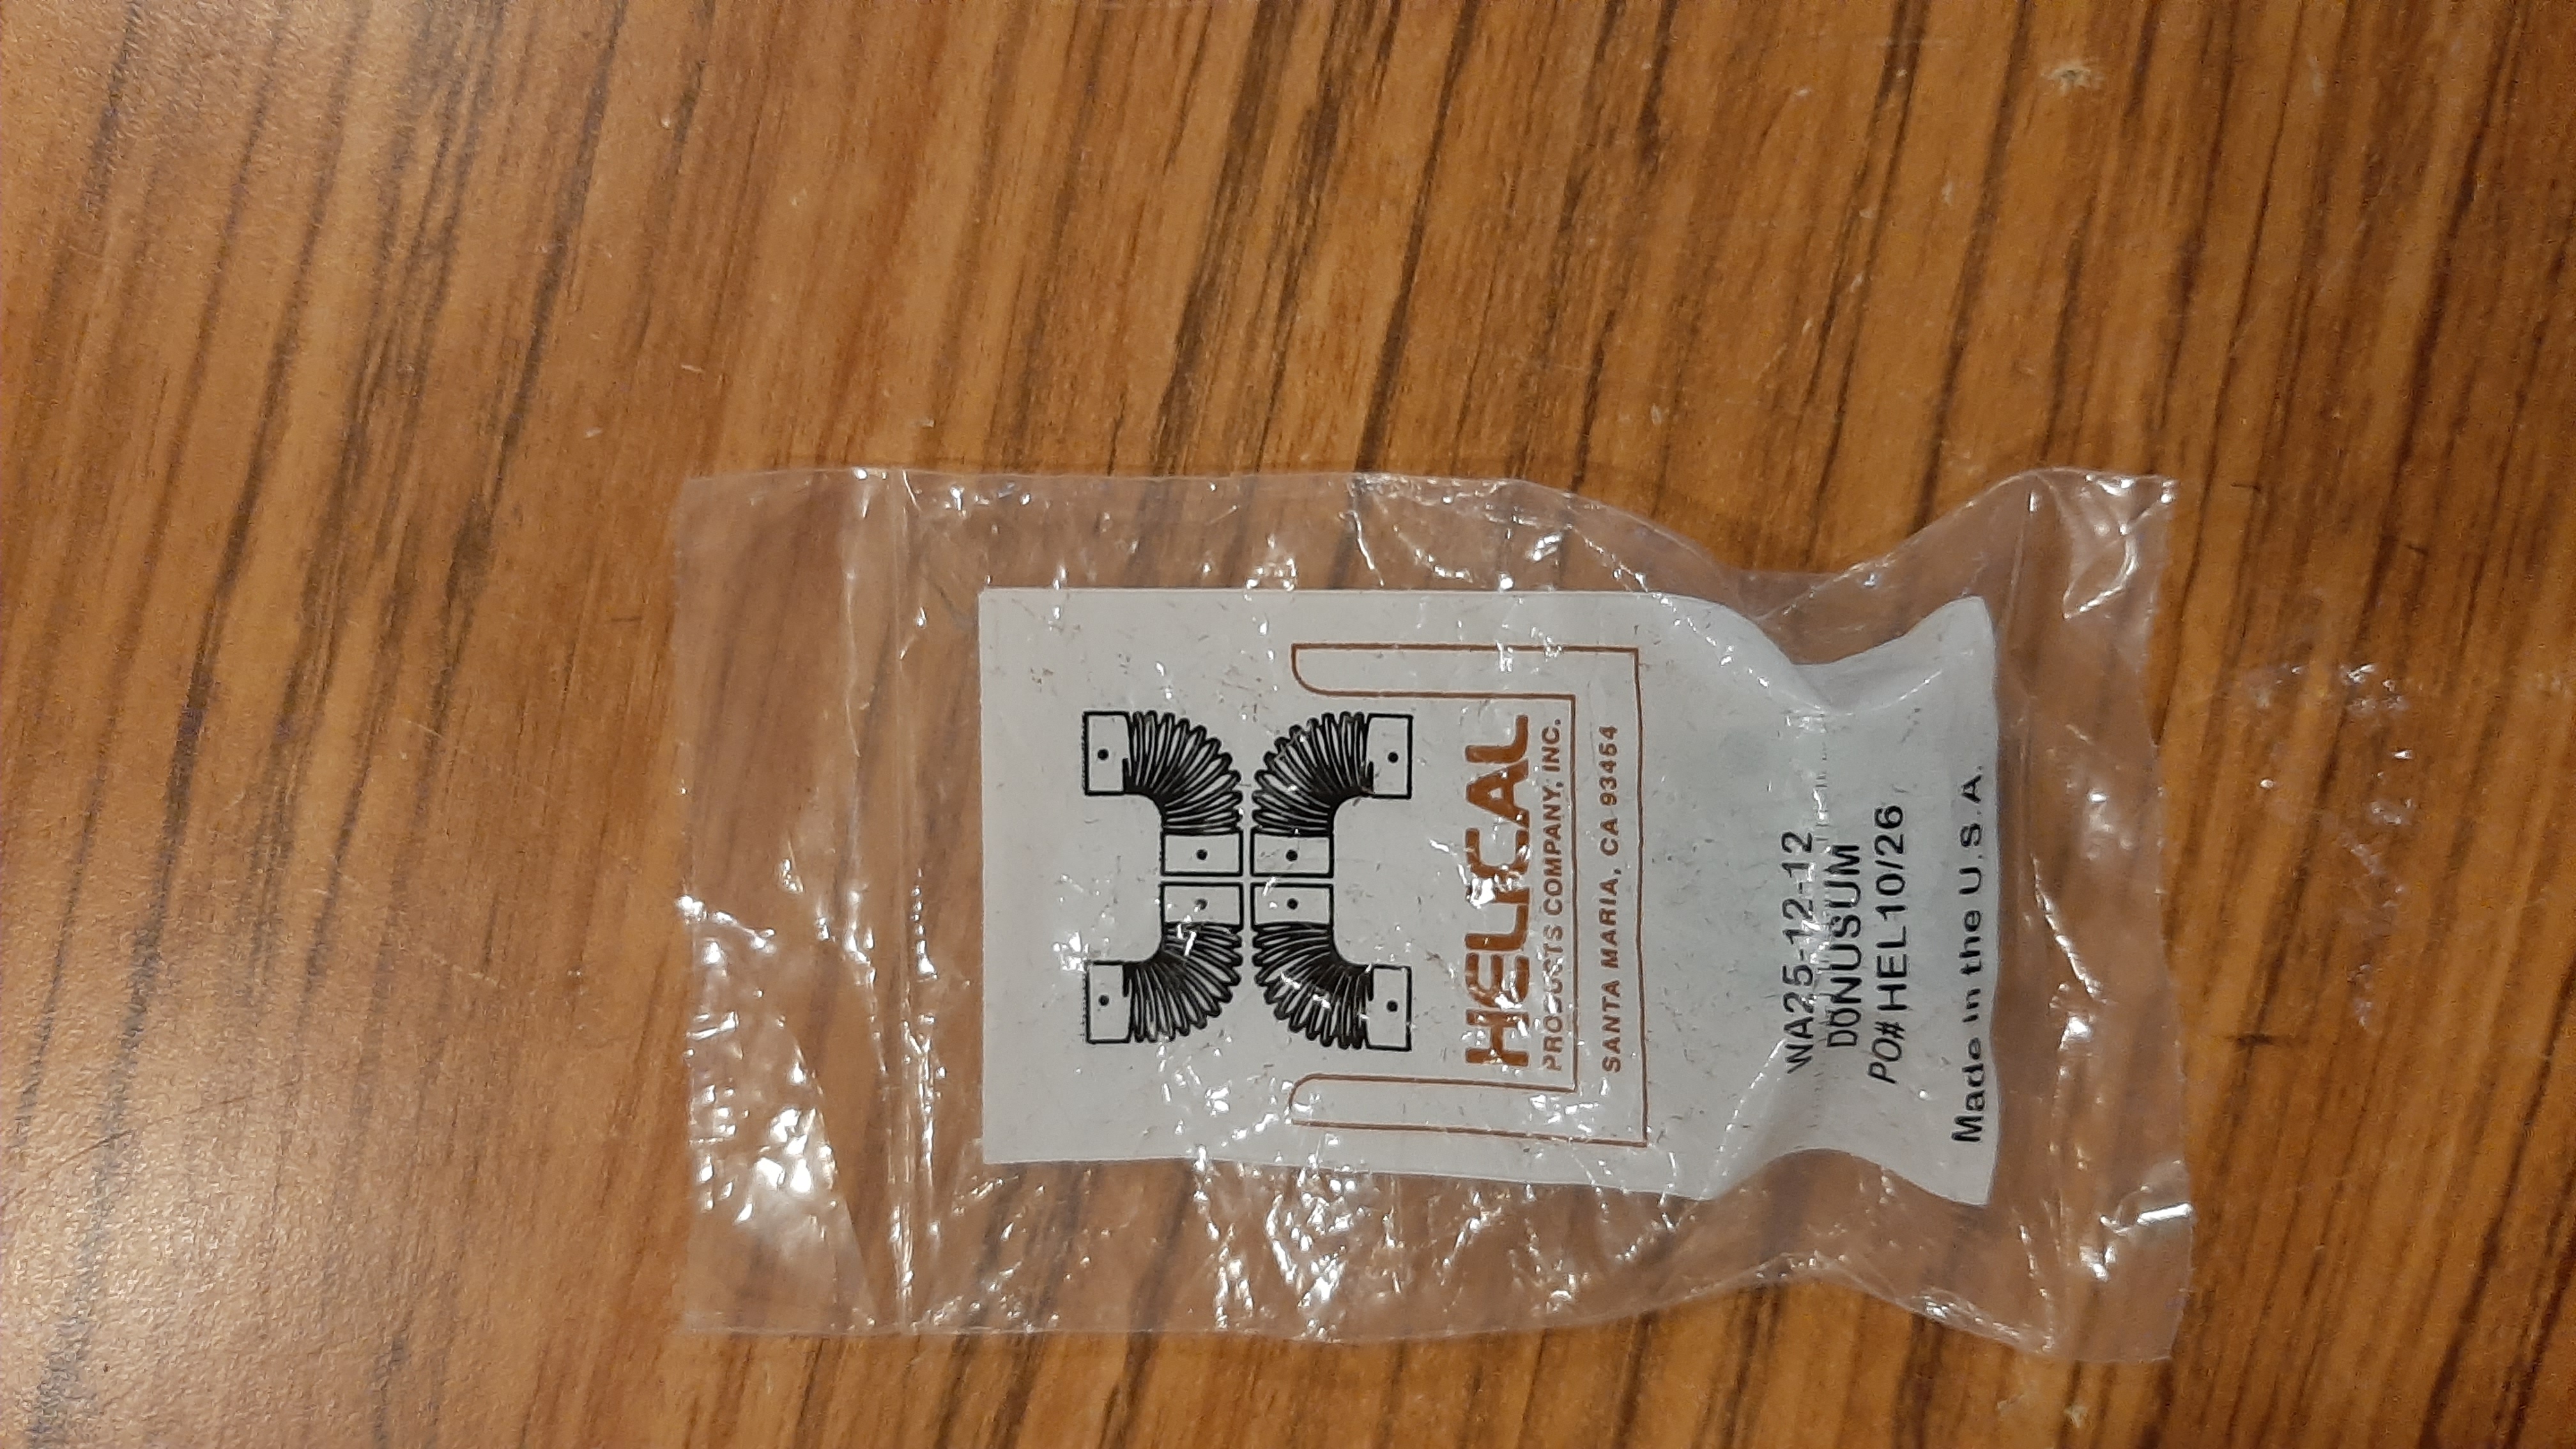 HELICAL
PRODUCTS COMPANY, INC.
SANTA MARIA, CA 93454
WA25-12-12
DONUSUM
PO# HEL10/26
Made in the U.S.A.